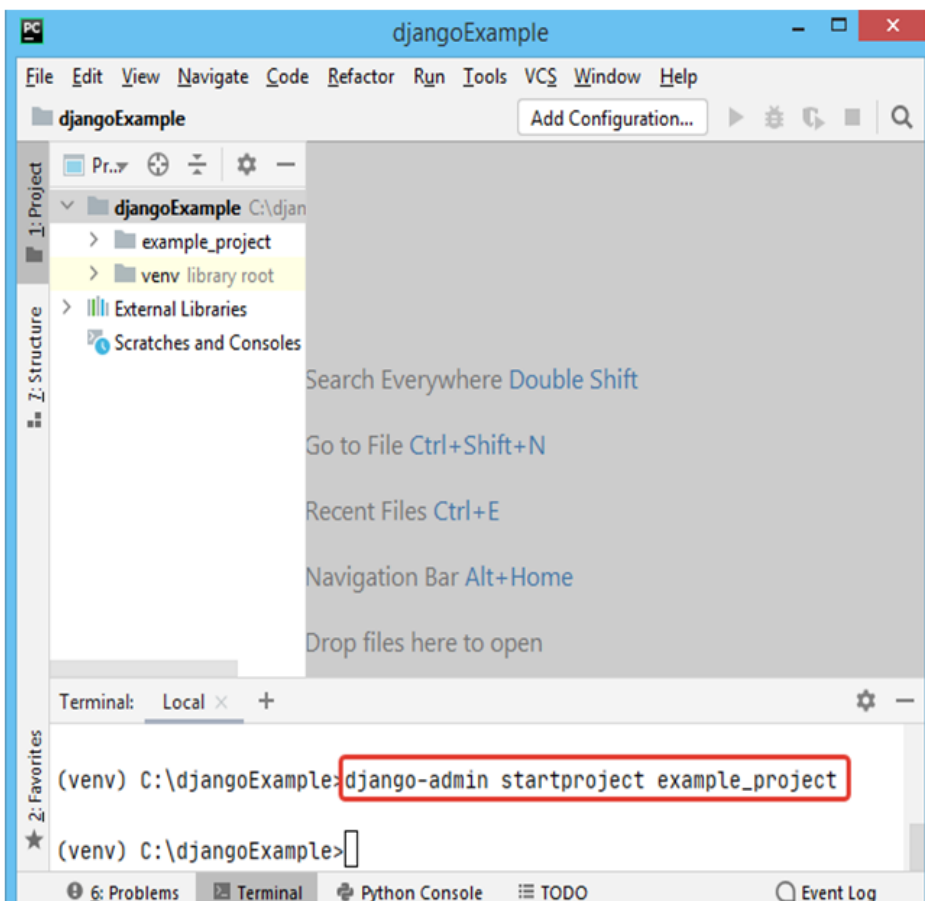 PC
djangoExample
File Edit View Navigate Code Refactor Run Tools VCS Window Help
djangoExample Add Configuration...
1: Project
Pr..
djangoExample C:\djan
example_project
venv library root
External Libraries
Scratches and Consoles
7: Structure
Search Everywhere Double Shift
Go to File Ctrl+Shift+N
Recent Files Ctrl+E
Navigation Bar Alt+Home
Drop files here to open
Terminal: Local × +
2: Favorites
(venv) C:\djangoExample>django-admin startproject example_project
(venv) C:\djangoExample>
6: Problems Terminal Python Console TODO Event Log